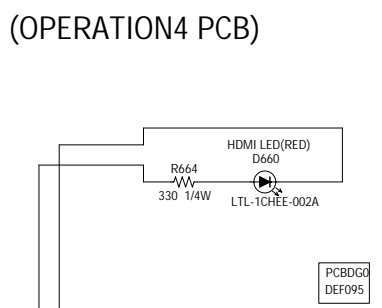 (OPERATION4 PCB)
HDMI LED(RED)
D660
R664
330 1/4W
LTL-1CHEE-002A
PCBDG0
DEF095